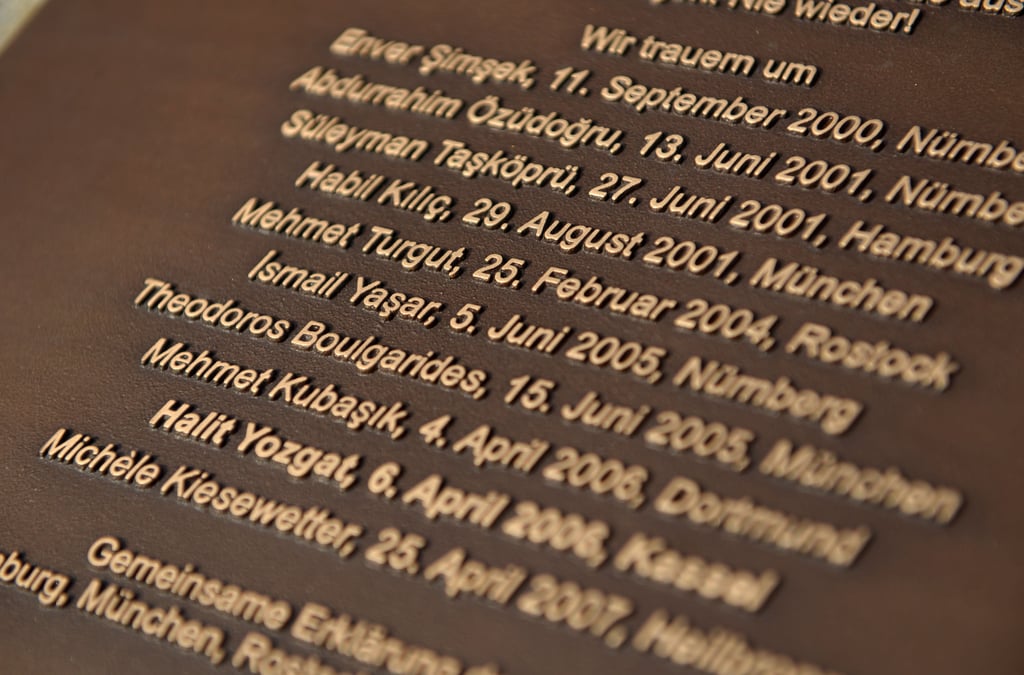 Nie wieder!
Wir trauern um
Enver Şimşek, 11. September 2000, Nürnbe
Abdurrahim Özüdoğru, 13. Juni 2001, Nürnbe
Süleyman Taşköprü, 27. Juni 2001, Hamburg
Habil Kılıç, 29. August 2001, München
Mehmet Turgut, 25. Februar 2004, Rostock
Ismail Yaşar, 5. Juni 2005, Nürnberg
Theodoros Boulgarides, 15. Juni 2005, München
Mehmet Kubaşık, 4. April 2006, Dortmund
Halit Yozgat, 6. April 2006, Kassel
Michèle Kiesewetter, 25. April 2007, Heilbronn
Gemeinsame Erklärung
burg, München, Rosto